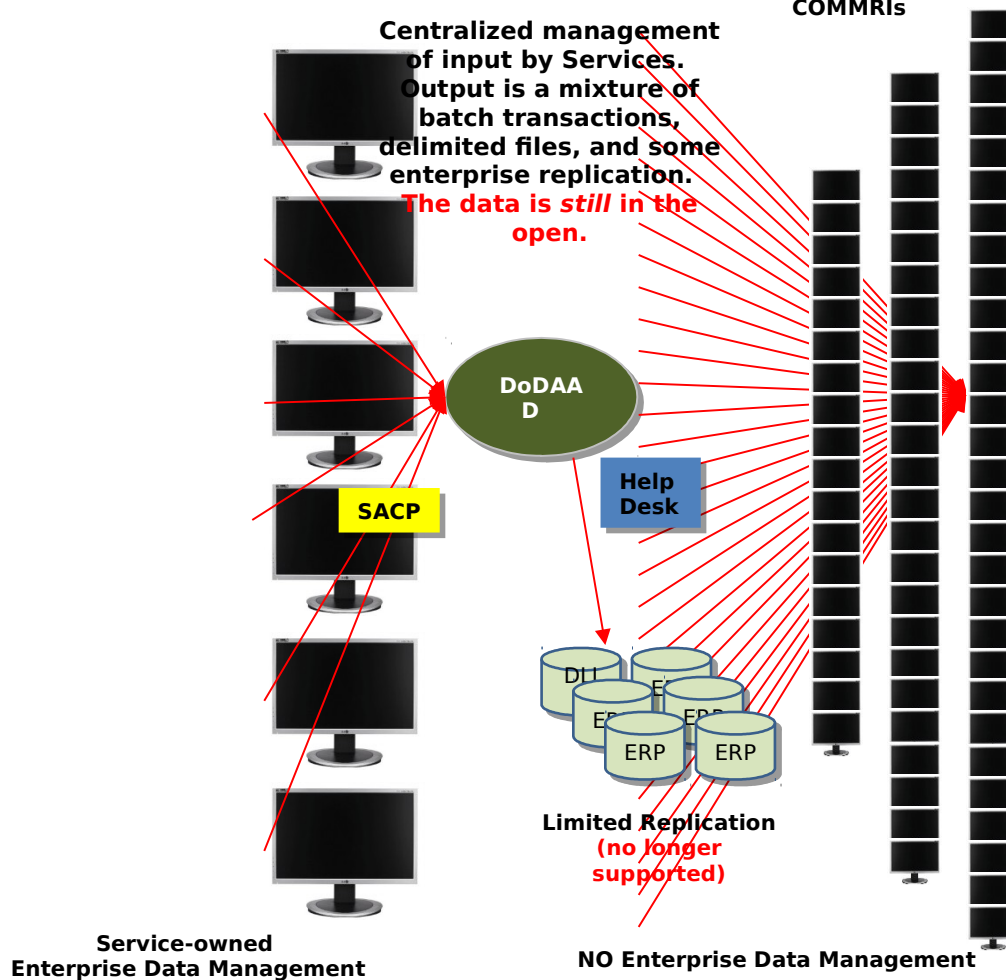 COMMRIs
Centralized management
of input by Services.
Output is a mixture of
batch transactions,
delimited files, and some
enterprise replication.
The data is still in the
open.
DoDAA
D
Help
Desk
SACP
ERP
ERP
Limited Replication
(no longer
supported)
Service-owned
Enterprise Data Management
NO Enterprise Data Management